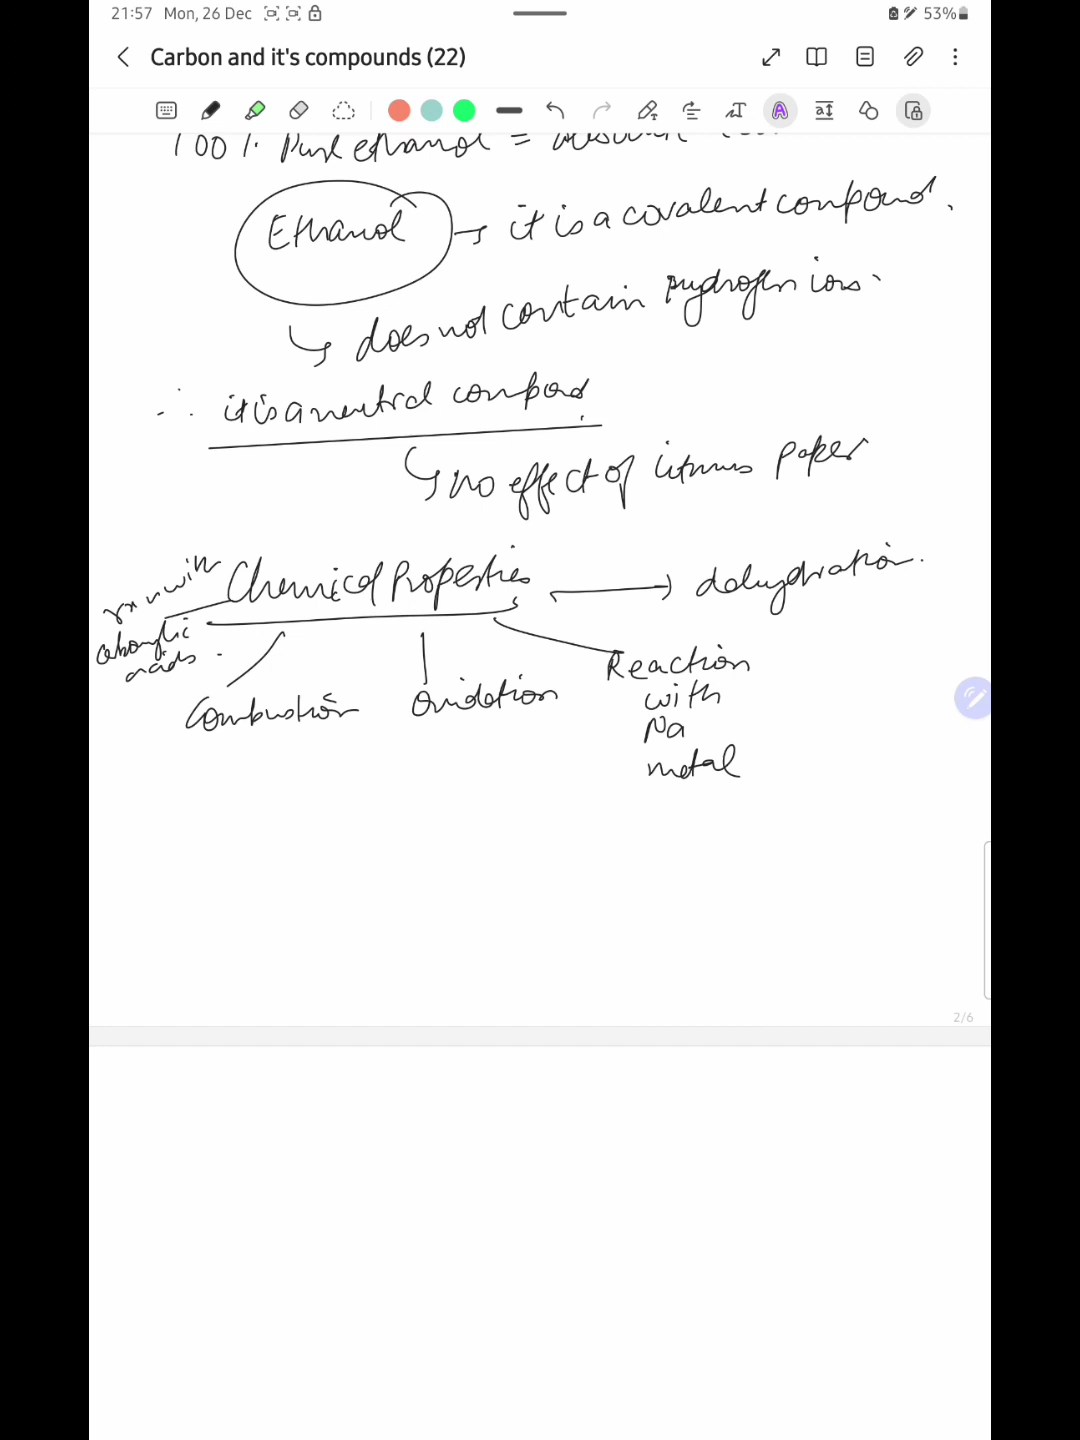 21:57 Mon, 26 Dec 53%
Carbon and it's compounds (22)
100 % Pure ethanol =
Ethanol → it is a covalent compound.
↳ does not contain hydrogen ions.
∴ it is a neutral compond
↳ no effect of litmus paper
rxn with Chemical Properties → dehydration.
acids.
Combustion Oxidation Reaction
with
Na
metal
2/6